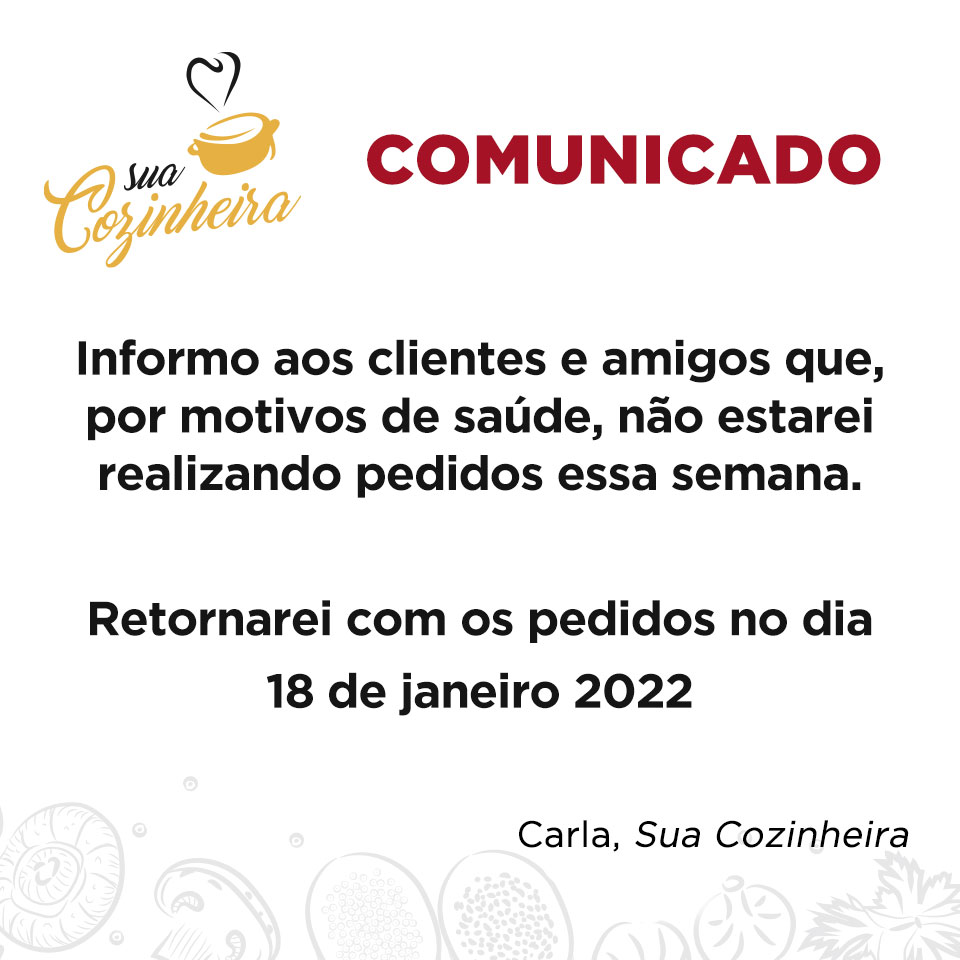 sua
Cozinheira
COMUNICADO
Informo aos clientes e amigos que,
por motivos de saúde, não estarei
realizando pedidos essa semana.
Retornarei com os pedidos no dia
18 de janeiro 2022
Carla, Sua Cozinheira